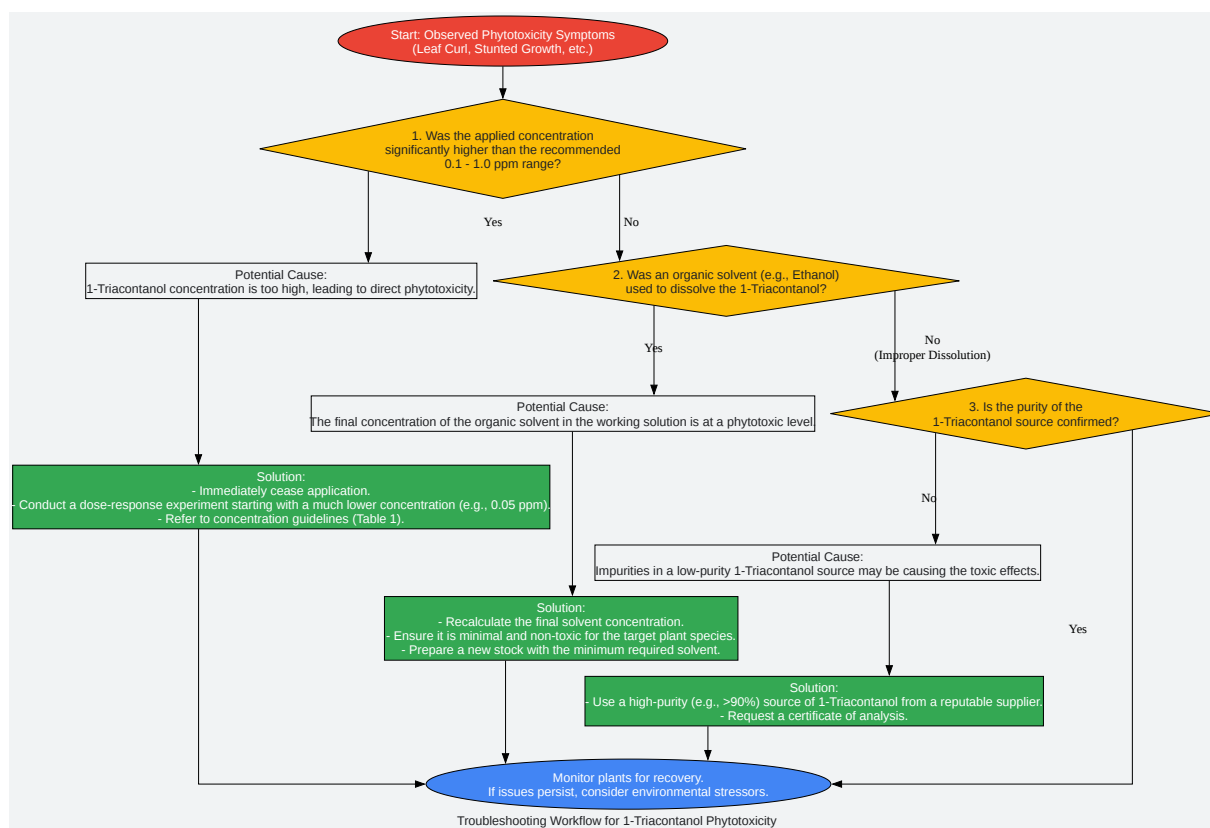 Start: Observed Phytotoxicity Symptoms
(Leaf Curl, Stunted Growth, etc.)
1. Was the applied concentration
significantly higher than the recommended
0.1 - 1.0 ppm range?
Yes
No
Potential Cause:
1-Triacontanol concentration is too high, leading to direct phytotoxicity.
2. Was an organic solvent (e.g., Ethanol)
used to dissolve the 1-Triacontanol?
Yes
No
(Improper Dissolution)
Potential Cause:
The final concentration of the organic solvent in the working solution is at a phytotoxic level.
3. Is the purity of the
1-Triacontanol source confirmed?
Solution:
- Immediately cease application.
- Conduct a dose-response experiment starting with a much lower concentration (e.g., 0.05 ppm).
- Refer to concentration guidelines (Table 1).
No
Potential Cause:
Impurities in a low-purity 1-Triacontanol source may be causing the toxic effects.
Solution:
- Recalculate the final solvent concentration.
- Ensure it is minimal and non-toxic for the target plant species.
- Prepare a new stock with the minimum required solvent.
Yes
Solution:
- Use a high-purity (e.g., >90%) source of 1-Triacontanol from a reputable supplier.
- Request a certificate of analysis.
Monitor plants for recovery.
If issues persist, consider environmental stressors.
Troubleshooting Workflow for 1-Triacontanol Phytotoxicity